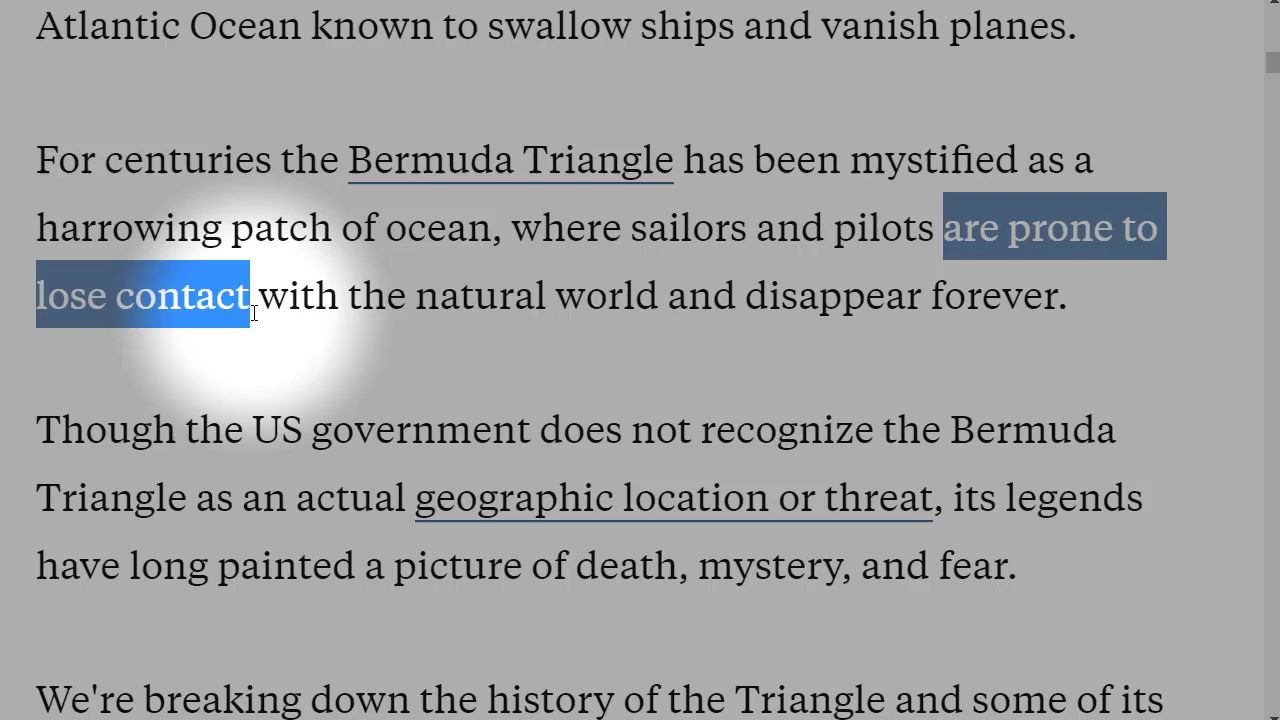 Atlantic Ocean known to swallow ships and vanish planes.
For centuries the Bermuda Triangle has been mystified as a
harrowing patch of ocean, where sailors and pilots are prone to
lose contact with the natural world and disappear forever.
Though the US government does not recognize the Bermuda
Triangle as an actual geographic location or threat, its legends
have long painted a picture of death, mystery, and fear.
We're breaking down the history of the Triangle and some of its